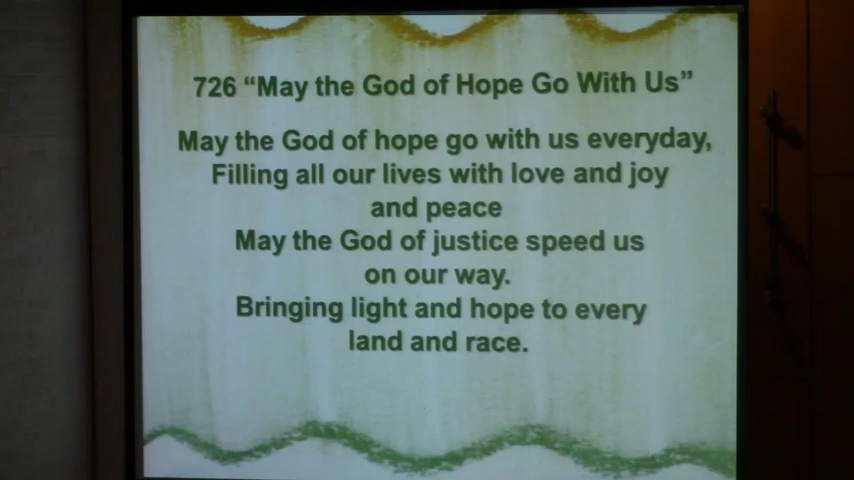 726 “May the God of Hope Go With Us”
May the God of hope go with us everyday,
Filling all our lives with love and joy
and peace
May the God of justice speed us
on our way.
Bringing light and hope to every
land and race.